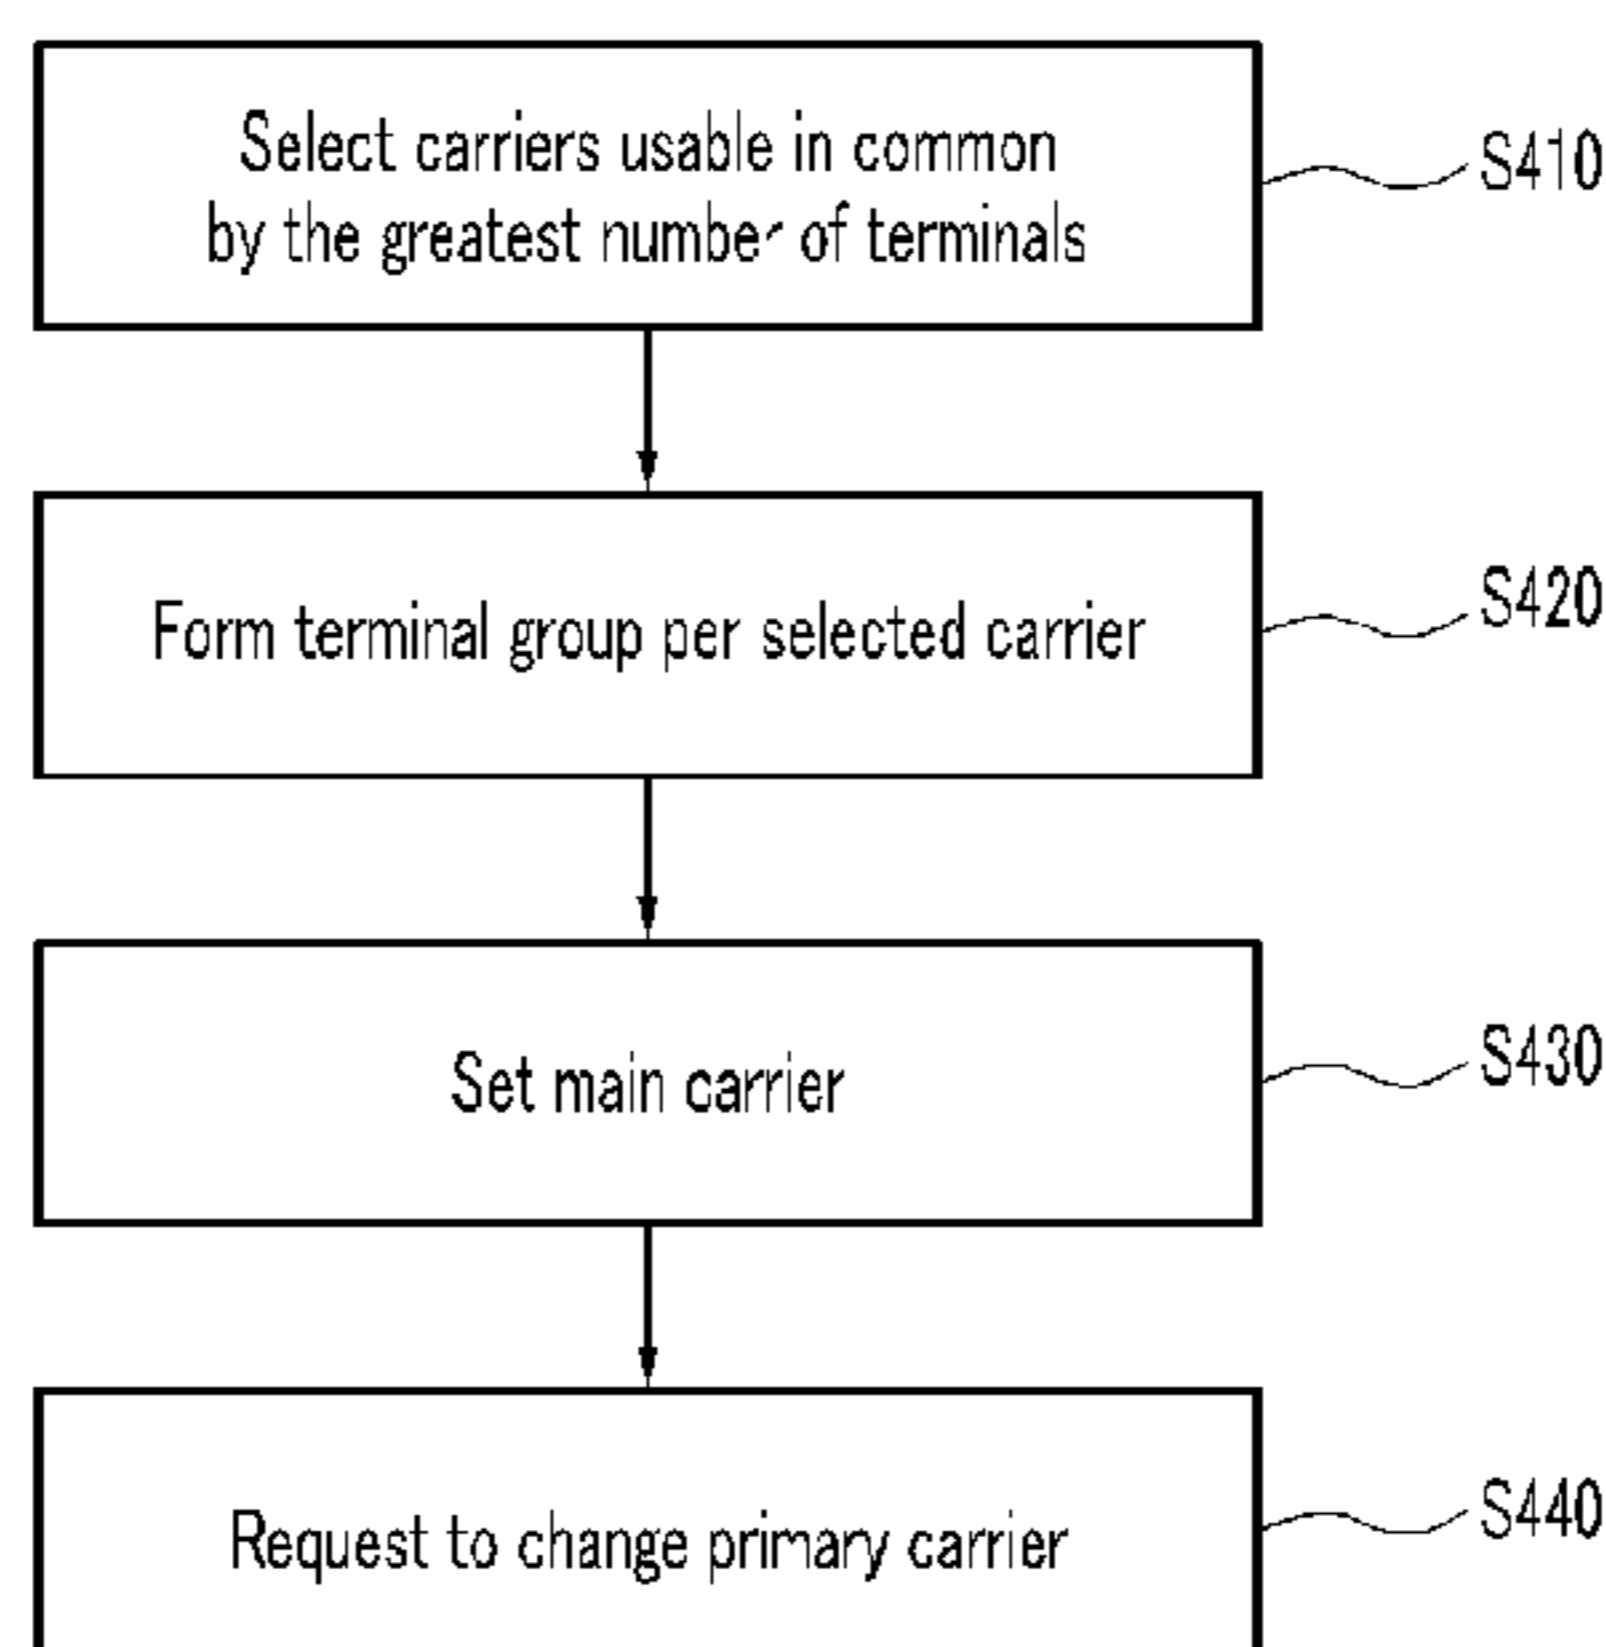 Select carriers usable in common
by the greatest number of terminals
S410
Form terminal group per selected carrier
S420
Set main carrier
S430
Request to change primary carrier
S440